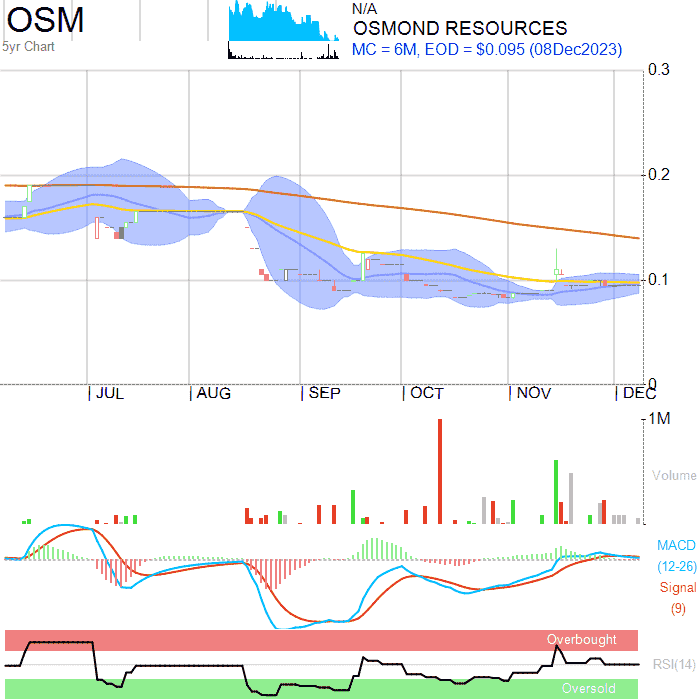 OSM
5yr Chart
N/A
OSMOND RESOURCES
MC = 6M, EOD = $0.095 (08Dec2023)
0.3
0.2
0.1
0
JUL AUG SEP OCT NOV DEC
1M
Volume
MACD
(12-26)
Signal
(9)
Overbought
RSI(14)
Oversold